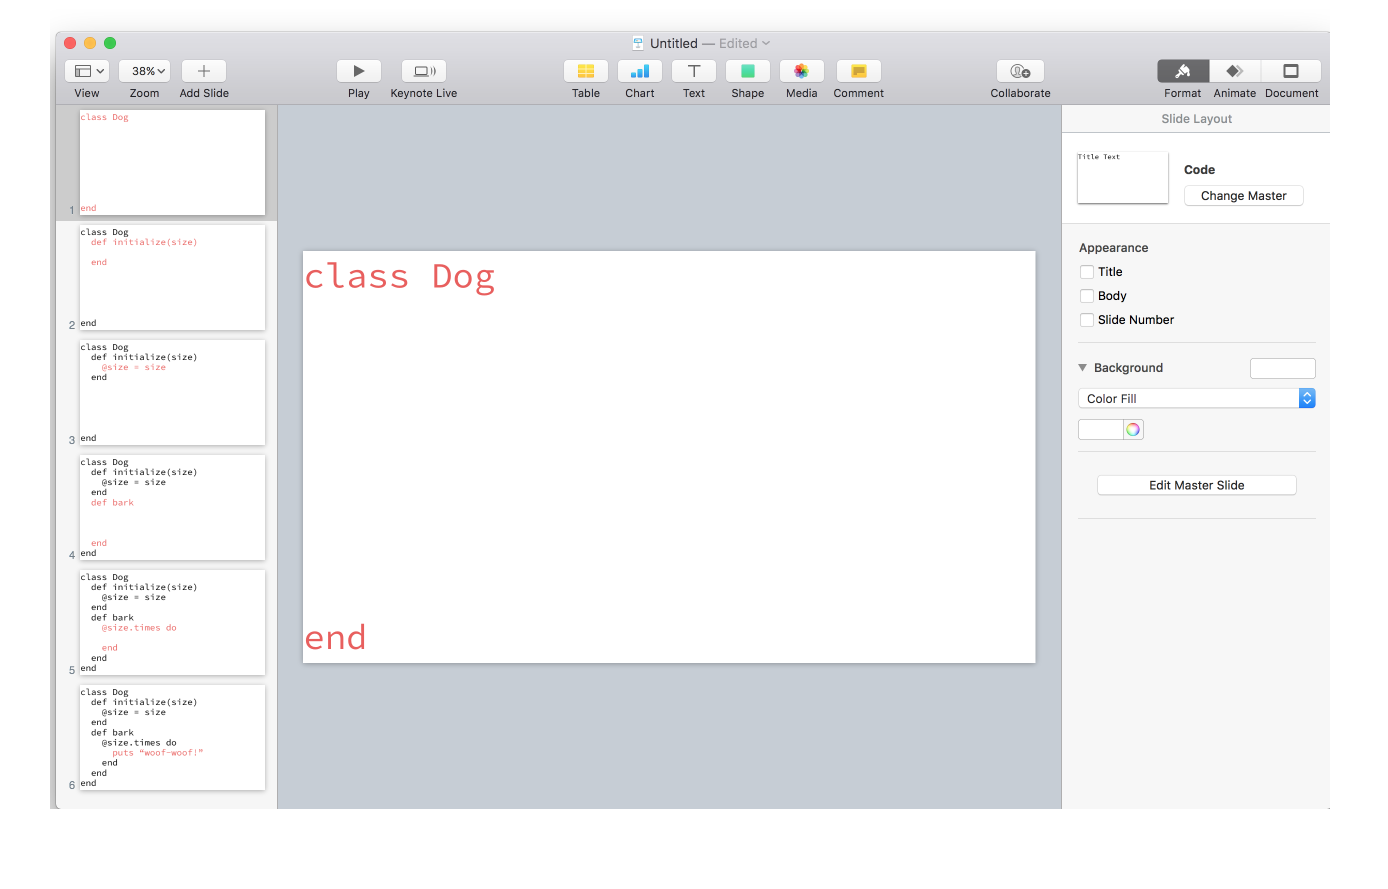 Untitled — Edited
38%
View Zoom Add Slide Play Keynote Live Table Chart Text Shape Media Comment Collaborate Format Animate Document
class Dog
end
1
class Dog
  def initialize(size)
  end
end
2
class Dog
  def initialize(size)
    @size = size
  end
end
3
class Dog
  def initialize(size)
    @size = size
  end
  def bark
  end
end
4
class Dog
  def initialize(size)
    @size = size
  end
  def bark
    @size.times do
    end
  end
end
5
class Dog
  def initialize(size)
    @size = size
  end
  def bark
    @size.times do
      puts “woof-woof!”
    end
  end
end
6
class Dog
end
Slide Layout
Title Text
Code
Change Master
Appearance
Title
Body
Slide Number
Background
Color Fill
Edit Master Slide